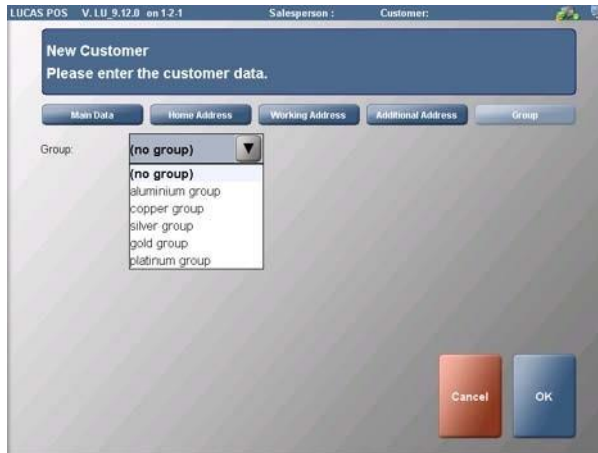 LUCAS POS V. LU_9.12.0 on 1-2-1 Salesperson : Customer:
New Customer
Please enter the customer data.
Main Data Home Address Working Address Additional Address Group
Group: (no group)
(no group)
aluminium group
copper group
silver group
gold group
platinum group
Cancel OK